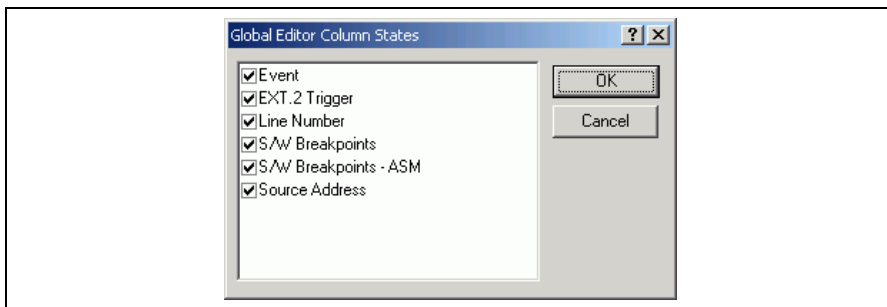 Global Editor Column States
Event
OK
EXT.2 Trigger
Line Number
Cancel
S/W Breakpoints
S/W Breakpoints - ASM
Source Address